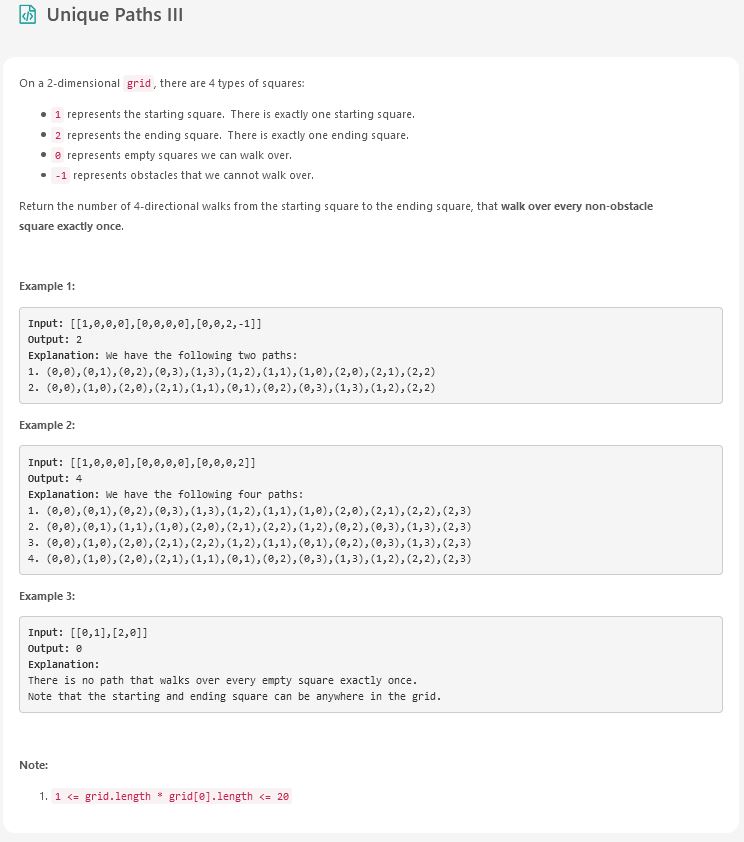 Unique Paths III
On a 2-dimensional grid, there are 4 types of squares:
1 represents the starting square. There is exactly one starting square.
2 represents the ending square. There is exactly one ending square.
0 represents empty squares we can walk over.
-1 represents obstacles that we cannot walk over.
Return the number of 4-directional walks from the starting square to the ending square, that walk over every non-obstacle
square exactly once.
Example 1:
Input: [[1,0,0,0],[0,0,0,0],[0,0,2,-1]]
Output: 2
Explanation: We have the following two paths:
1. (0,0),(0,1),(0,2),(0,3),(1,3),(1,2),(1,1),(1,0),(2,0),(2,1),(2,2)
2. (0,0),(1,0),(2,0),(2,1),(1,1),(0,1),(0,2),(0,3),(1,3),(1,2),(2,2)
Example 2:
Input: [[1,0,0,0],[0,0,0,0],[0,0,0,2]]
Output: 4
Explanation: We have the following four paths:
1. (0,0),(0,1),(0,2),(0,3),(1,3),(1,2),(1,1),(1,0),(2,0),(2,1),(2,2),(2,3)
2. (0,0),(0,1),(1,1),(1,0),(2,0),(2,1),(2,2),(1,2),(0,2),(0,3),(1,3),(2,3)
3. (0,0),(1,0),(2,0),(2,1),(2,2),(1,2),(1,1),(0,1),(0,2),(0,3),(1,3),(2,3)
4. (0,0),(1,0),(2,0),(2,1),(1,1),(0,1),(0,2),(0,3),(1,3),(1,2),(2,2),(2,3)
Example 3:
Input: [[0,1],[2,0]]
Output: 0
Explanation:
There is no path that walks over every empty square exactly once.
Note that the starting and ending square can be anywhere in the grid.
Note:
1. 1 <= grid.length * grid[0].length <= 20